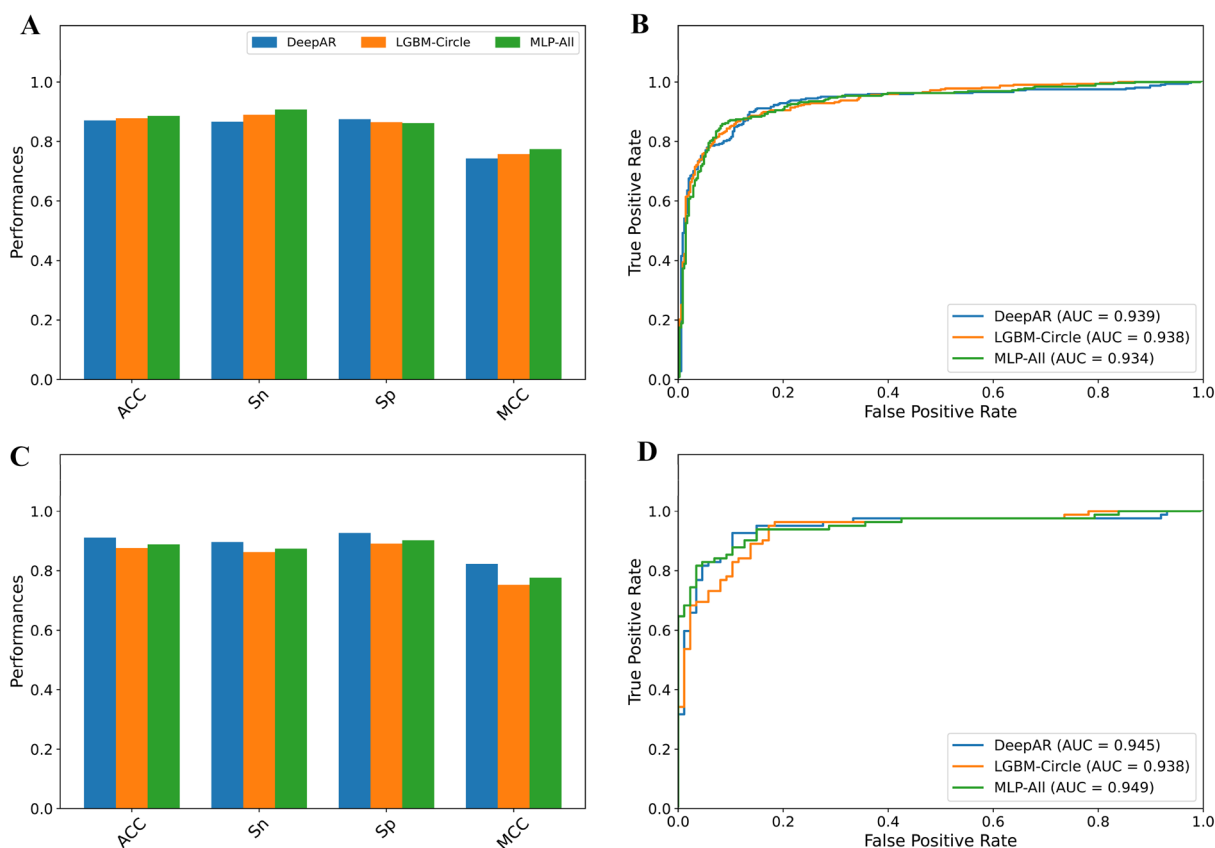 A
DeepAR LGBM-Circle MLP-All
Performances
1.0
0.8
0.6
0.4
0.2
0.0
ACC Sn Sp MCC
B
True Positive Rate
1.0
0.8
0.6
0.4
0.2
0.0
DeepAR (AUC = 0.939)
LGBM-Circle (AUC = 0.938)
MLP-All (AUC = 0.934)
0.0 0.2 0.4 0.6 0.8 1.0
False Positive Rate
C
Performances
1.0
0.8
0.6
0.4
0.2
0.0
ACC Sn Sp MCC
D
True Positive Rate
1.0
0.8
0.6
0.4
0.2
0.0
DeepAR (AUC = 0.945)
LGBM-Circle (AUC = 0.938)
MLP-All (AUC = 0.949)
0.0 0.2 0.4 0.6 0.8 1.0
False Positive Rate